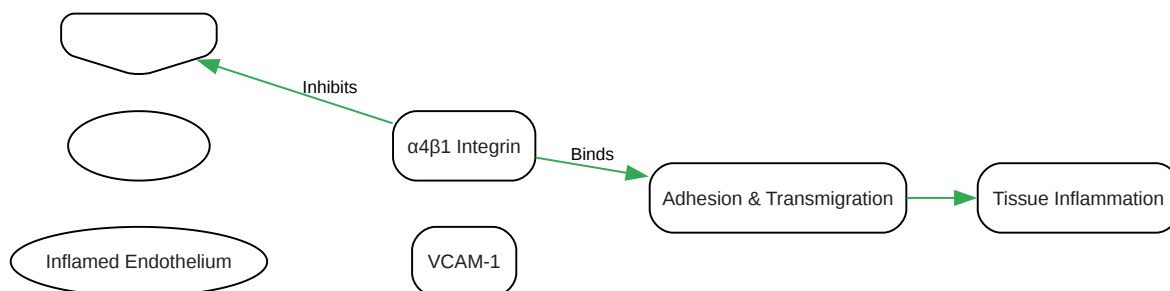 Inhibits
α4β1 Integrin
Binds
Adhesion & Transmigration
Tissue Inflammation
Inflamed Endothelium
VCAM-1